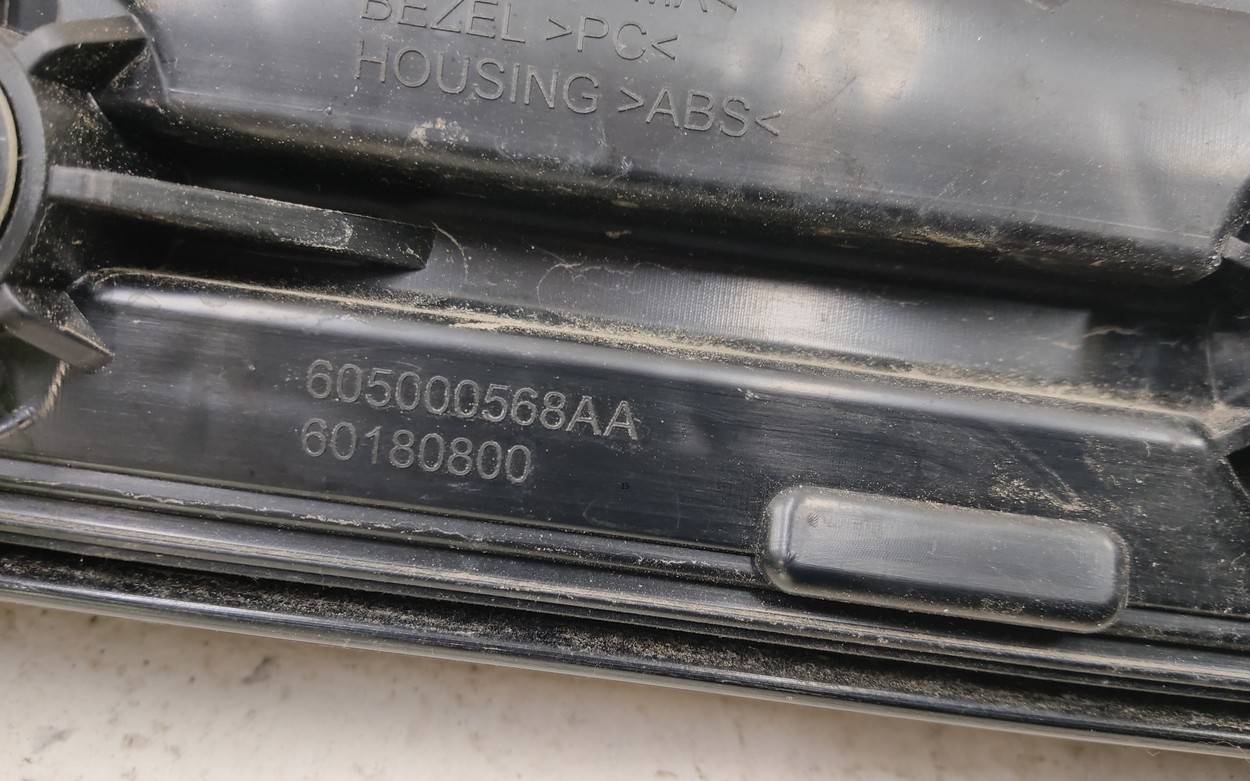 BEZEL >PC<
HOUSING >ABS<
605000568AA
60180800